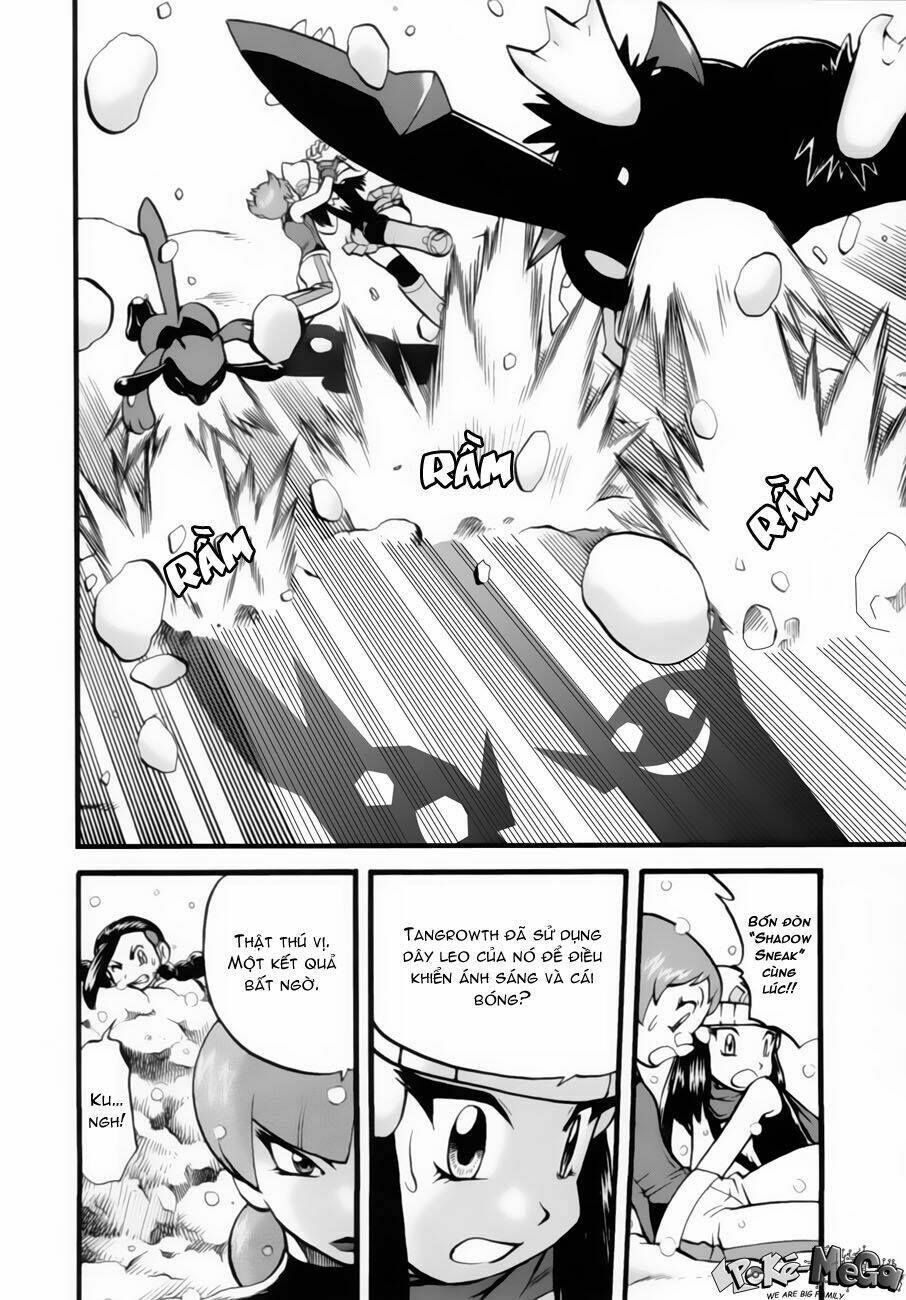 RẦM
RẦM
RẦM
BỐN ĐÒN
"SHADOW
SNEAK"
CÙNG
LÚC!!
TANGROWTH ĐÃ SỬ DỤNG
DÂY LEO CỦA NÓ ĐỂ ĐIỀU
KHIỂN ÁNH SÁNG VÀ CÁI
BÓNG?
THẬT THÚ VỊ.
MỘT KẾT QUẢ
BẤT NGỜ.
KU...
NGH!
POKÉ-MEGA
WE ARE BIG FAMILY